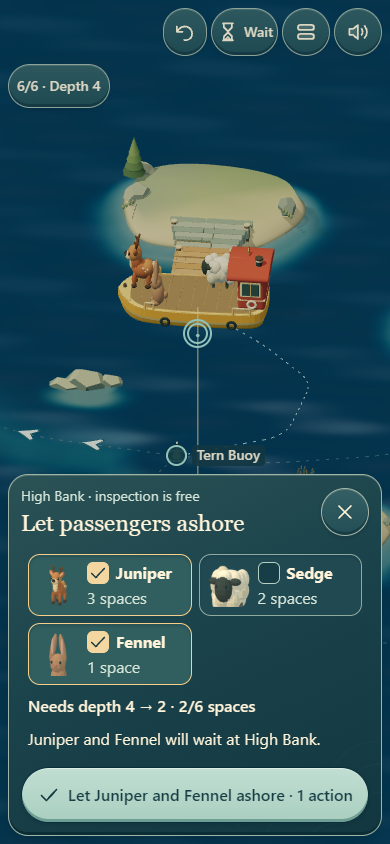 Wait
6/6 · Depth 4
Tern Buoy
High Bank · inspection is free
Let passengers ashore
Juniper
3 spaces
Sedge
2 spaces
Fennel
1 space
Needs depth 4 → 2 · 2/6 spaces
Juniper and Fennel will wait at High Bank.
Let Juniper and Fennel ashore · 1 action